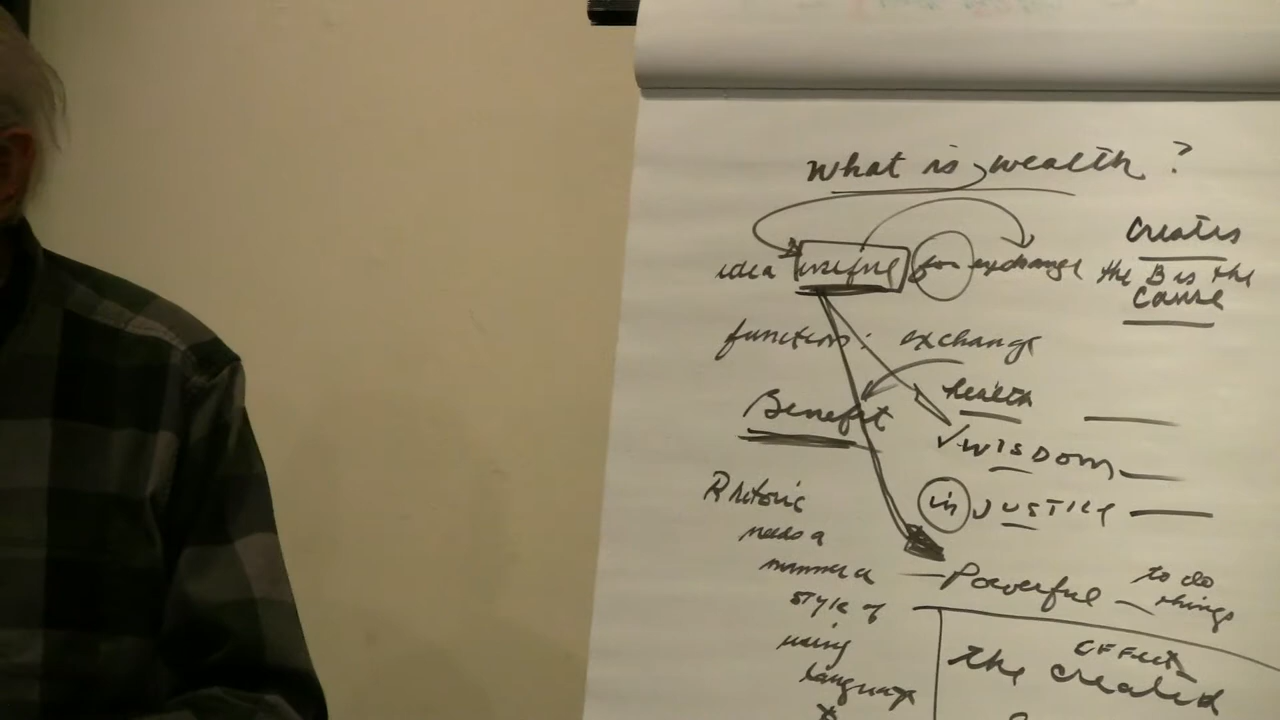 What is wealth?
idea useful for exchange
Creates
the B is the
Cause
function: exchange
Benefit
health
wisdom
in JUSTICE
Rhetoric
needs a
manner a
style of
using
language
Powerful — to do
things
the EFFECT
created